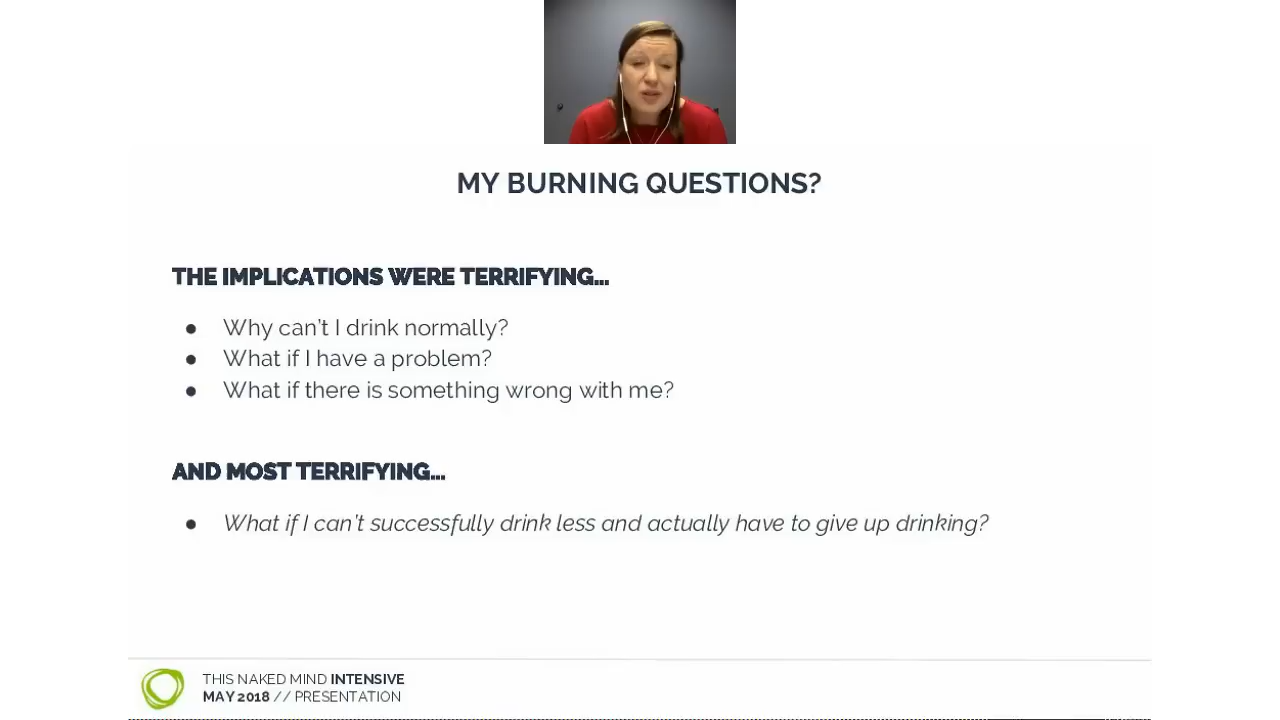 MY BURNING QUESTIONS?
THE IMPLICATIONS WERE TERRIFYING...
● Why can't I drink normally?
● What if I have a problem?
● What if there is something wrong with me?
AND MOST TERRIFYING...
● What if I can't successfully drink less and actually have to give up drinking?
THIS NAKED MIND INTENSIVE
MAY 2018 // PRESENTATION